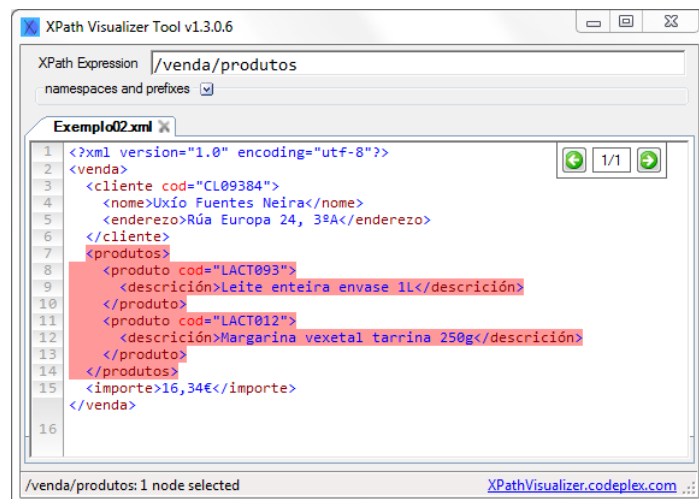 XPath Visualizer Tool v1.3.0.6
XPath Expression /venda/produtos
namespaces and prefixes
Exemplo02.xml
1 <?xml version="1.0" encoding="utf-8"?> 1/1
2 <venda>
3 <cliente cod="CL09384">
4 <nome>Uxío Fuentes Neira</nome>
5 <enderezo>Rúa Europa 24, 3ºA</enderezo>
6 </cliente>
7 <produtos>
8 <produto cod="LACT093">
9 <descrición>Leite enteira envase 1L</descrición>
10 </produto>
11 <produto cod="LACT012">
12 <descrición>Margarina vexetal tarrina 250g</descrición>
13 </produto>
14 </produtos>
15 <importe>16,34€</importe>
</venda>
16
/venda/produtos: 1 node selected XPathVisualizer.codeplex.com